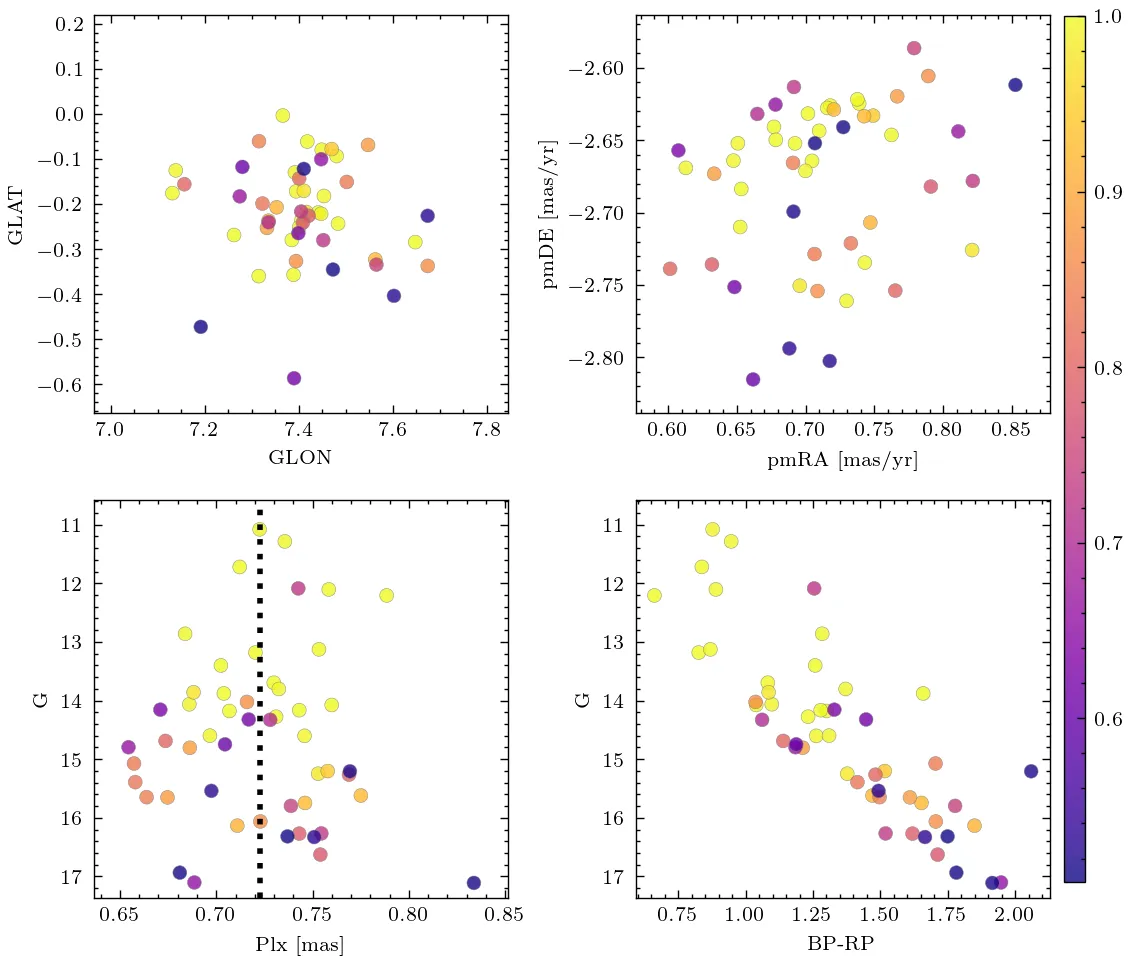 0.2
0.1
0.0
−0.1
−0.2
−0.3
−0.4
−0.5
−0.6
GLAT
7.0 7.2 7.4 7.6 7.8
GLON
−2.60
−2.65
−2.70
−2.75
−2.80
pmDE [mas/yr]
0.60 0.65 0.70 0.75 0.80 0.85
pmRA [mas/yr]
11
12
13
14
15
16
17
G
0.65 0.70 0.75 0.80 0.85
Plx [mas]
11
12
13
14
15
16
17
G
0.75 1.00 1.25 1.50 1.75 2.00
BP-RP
1.0
0.9
0.8
0.7
0.6